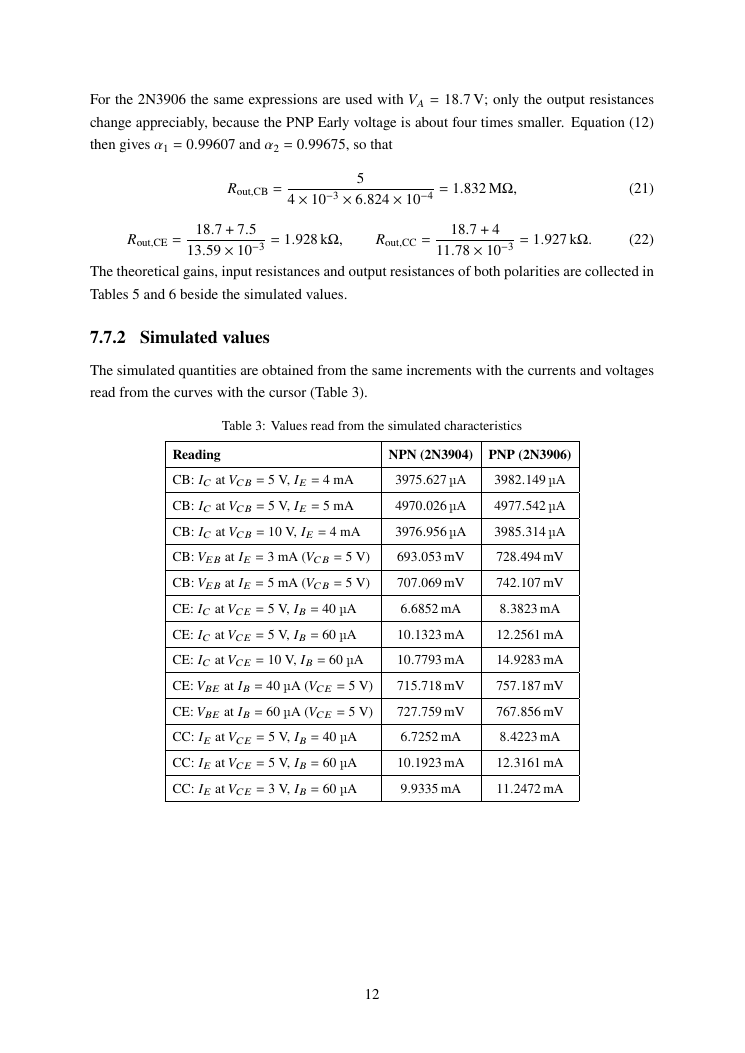 For the 2N3906 the same expressions are used with V_A = 18.7 V; only the output resistances
change appreciably, because the PNP Early voltage is about four times smaller. Equation (12)
then gives α₁ = 0.99607 and α₂ = 0.99675, so that
R_out,CB = 5 / (4 × 10⁻³ × 6.824 × 10⁻⁴) = 1.832 MΩ, (21)
R_out,CE = (18.7 + 7.5) / (13.59 × 10⁻³) = 1.928 kΩ, R_out,CC = (18.7 + 4) / (11.78 × 10⁻³) = 1.927 kΩ. (22)
The theoretical gains, input resistances and output resistances of both polarities are collected in
Tables 5 and 6 beside the simulated values.
7.7.2 Simulated values
The simulated quantities are obtained from the same increments with the currents and voltages
read from the curves with the cursor (Table 3).
Table 3: Values read from the simulated characteristics
Reading NPN (2N3904) PNP (2N3906)
CB: I_C at V_CB = 5 V, I_E = 4 mA 3975.627 µA 3982.149 µA
CB: I_C at V_CB = 5 V, I_E = 5 mA 4970.026 µA 4977.542 µA
CB: I_C at V_CB = 10 V, I_E = 4 mA 3976.956 µA 3985.314 µA
CB: V_EB at I_E = 3 mA (V_CB = 5 V) 693.053 mV 728.494 mV
CB: V_EB at I_E = 5 mA (V_CB = 5 V) 707.069 mV 742.107 mV
CE: I_C at V_CE = 5 V, I_B = 40 µA 6.6852 mA 8.3823 mA
CE: I_C at V_CE = 5 V, I_B = 60 µA 10.1323 mA 12.2561 mA
CE: I_C at V_CE = 10 V, I_B = 60 µA 10.7793 mA 14.9283 mA
CE: V_BE at I_B = 40 µA (V_CE = 5 V) 715.718 mV 757.187 mV
CE: V_BE at I_B = 60 µA (V_CE = 5 V) 727.759 mV 767.856 mV
CC: I_E at V_CE = 5 V, I_B = 40 µA 6.7252 mA 8.4223 mA
CC: I_E at V_CE = 5 V, I_B = 60 µA 10.1923 mA 12.3161 mA
CC: I_E at V_CE = 3 V, I_B = 60 µA 9.9335 mA 11.2472 mA
12